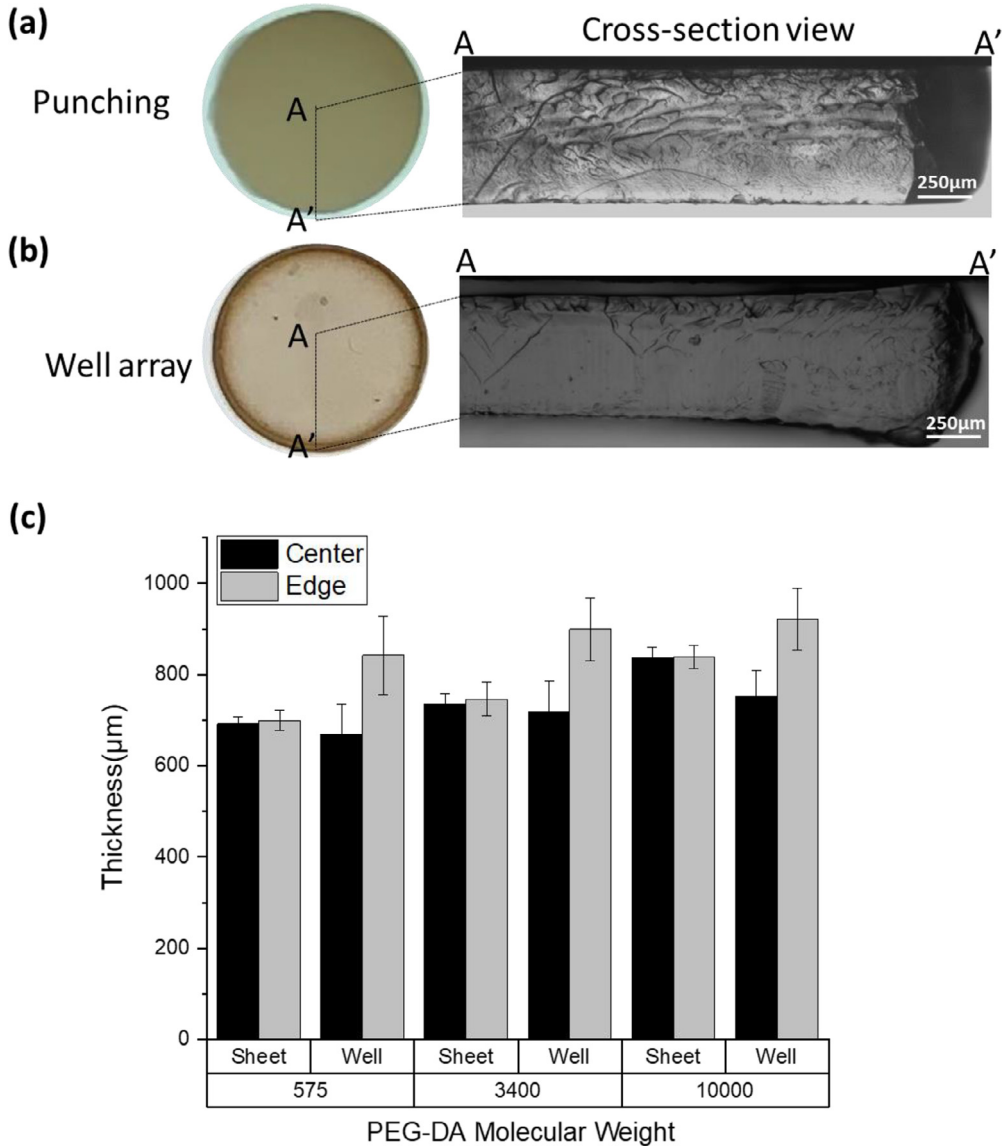 (a)
Punching
A
A'
Cross-section view
A A'
250μm
(b)
Well array
A
A'
A A'
250μm
(c)
Center
Edge
Thickness(μm)
1000
800
600
400
200
0
Sheet Well Sheet Well Sheet Well
575 3400 10000
PEG-DA Molecular Weight